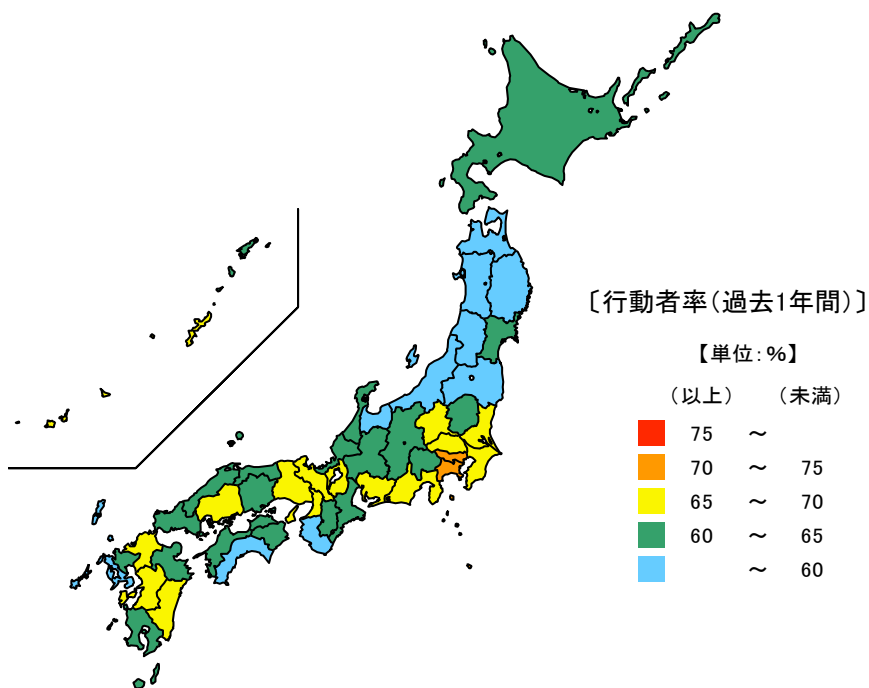 〔行動者率(過去1年間)〕
【単位:%】
(以上) (未満)
75 ～
70 ～ 75
65 ～ 70
60 ～ 65
～ 60